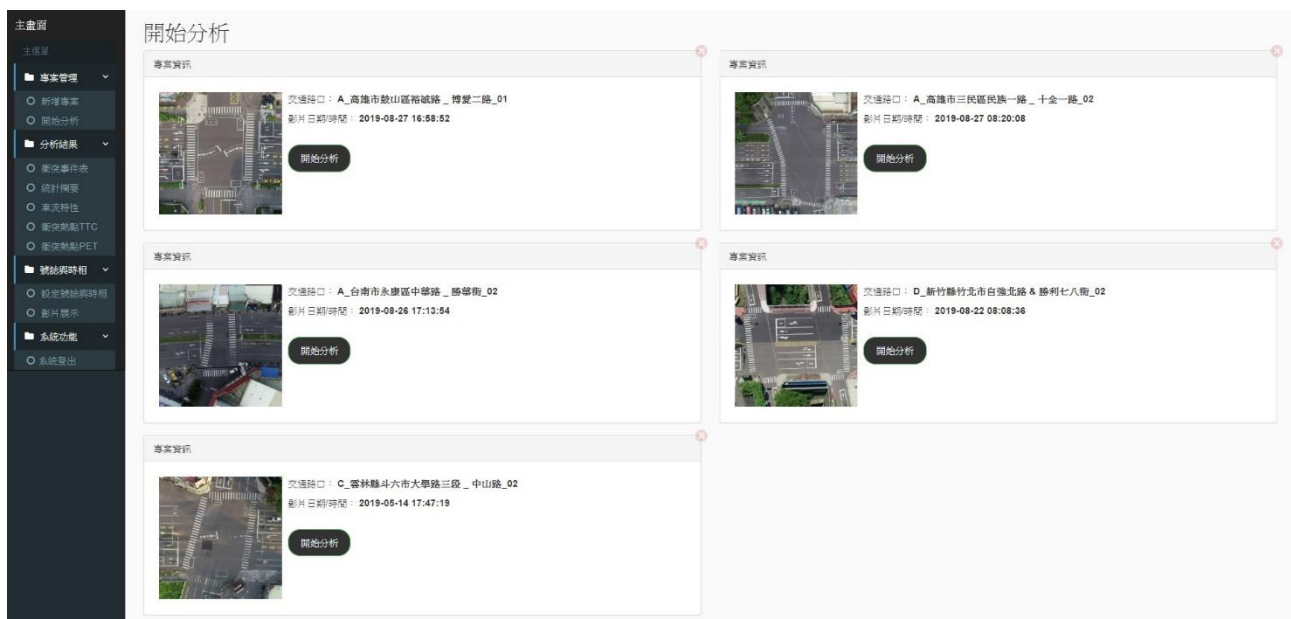 主畫面
主選單
專案管理
新增專案
開始分析
分析結果
衝突事件表
統計摘要
車流特性
衝突熱點TTC
衝突熱點PET
號誌與時相
設定號誌與時相
影片展示
系統功能
系統登出
開始分析
專案資訊
交通路口： A_高雄市鼓山區裕誠路 _ 博愛二路_01
影片日期/時間： 2019-08-27 16:58:52
開始分析
專案資訊
交通路口： A_高雄市三民區民族一路 _ 十全一路_02
影片日期/時間： 2019-08-27 08:20:08
開始分析
專案資訊
交通路口： A_台南市永康區中華路 _ 勝華街_02
影片日期/時間： 2019-08-26 17:13:54
開始分析
專案資訊
交通路口： D_新竹縣竹北市自強北路 & 勝利七八街_02
影片日期/時間： 2019-08-22 08:08:36
開始分析
專案資訊
交通路口： C_雲林縣斗六市大學路三段 _ 中山路_02
影片日期/時間： 2019-05-14 17:47:19
開始分析